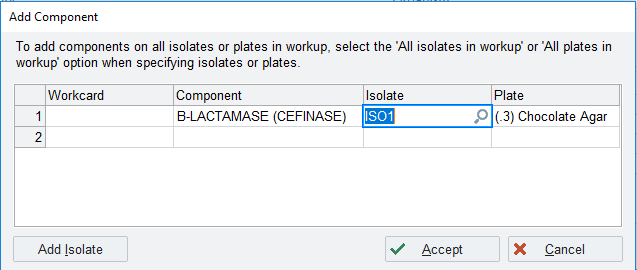 Add Component
To add components on all isolates or plates in workup, select the 'All isolates in workup' or 'All plates in
workup' option when specifying isolates or plates.
Workcard Component Isolate Plate
1 B-LACTAMASE (CEFINASE) ISO1 (.3) Chocolate Agar
2
Add Isolate Accept Cancel